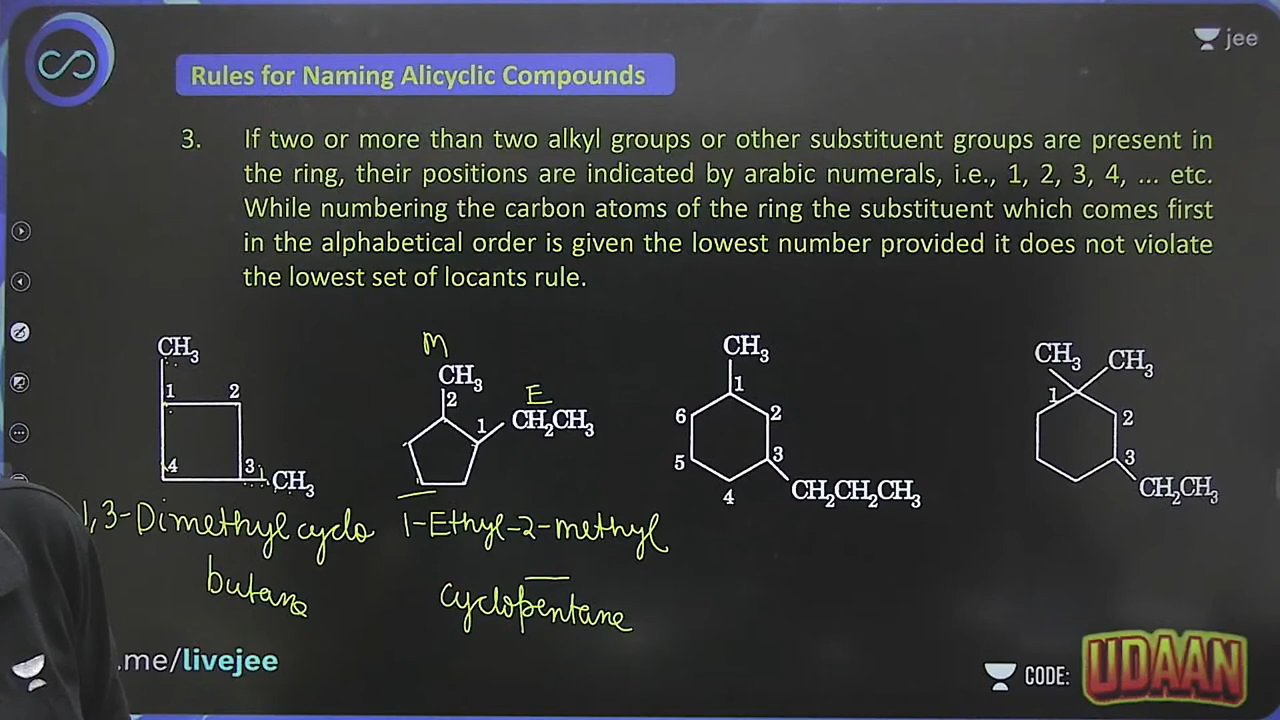 jee
Rules for Naming Alicyclic Compounds
3. If two or more than two alkyl groups or other substituent groups are present in
the ring, their positions are indicated by arabic numerals, i.e., 1, 2, 3, 4, ... etc.
While numbering the carbon atoms of the ring the substituent which comes first
in the alphabetical order is given the lowest number provided it does not violate
the lowest set of locants rule.
CH₃
1 2
4 3
CH₃
1,3-Dimethylcyclo
butane
M
CH₃
2
E
1 CH₂CH₃
1-Ethyl-2-methyl
cyclopentane
CH₃
1
6 2
5 3
4
CH₂CH₂CH₃
CH₃ CH₃
1
2
3
CH₂CH₃
.me/livejee
CODE: UDAAN